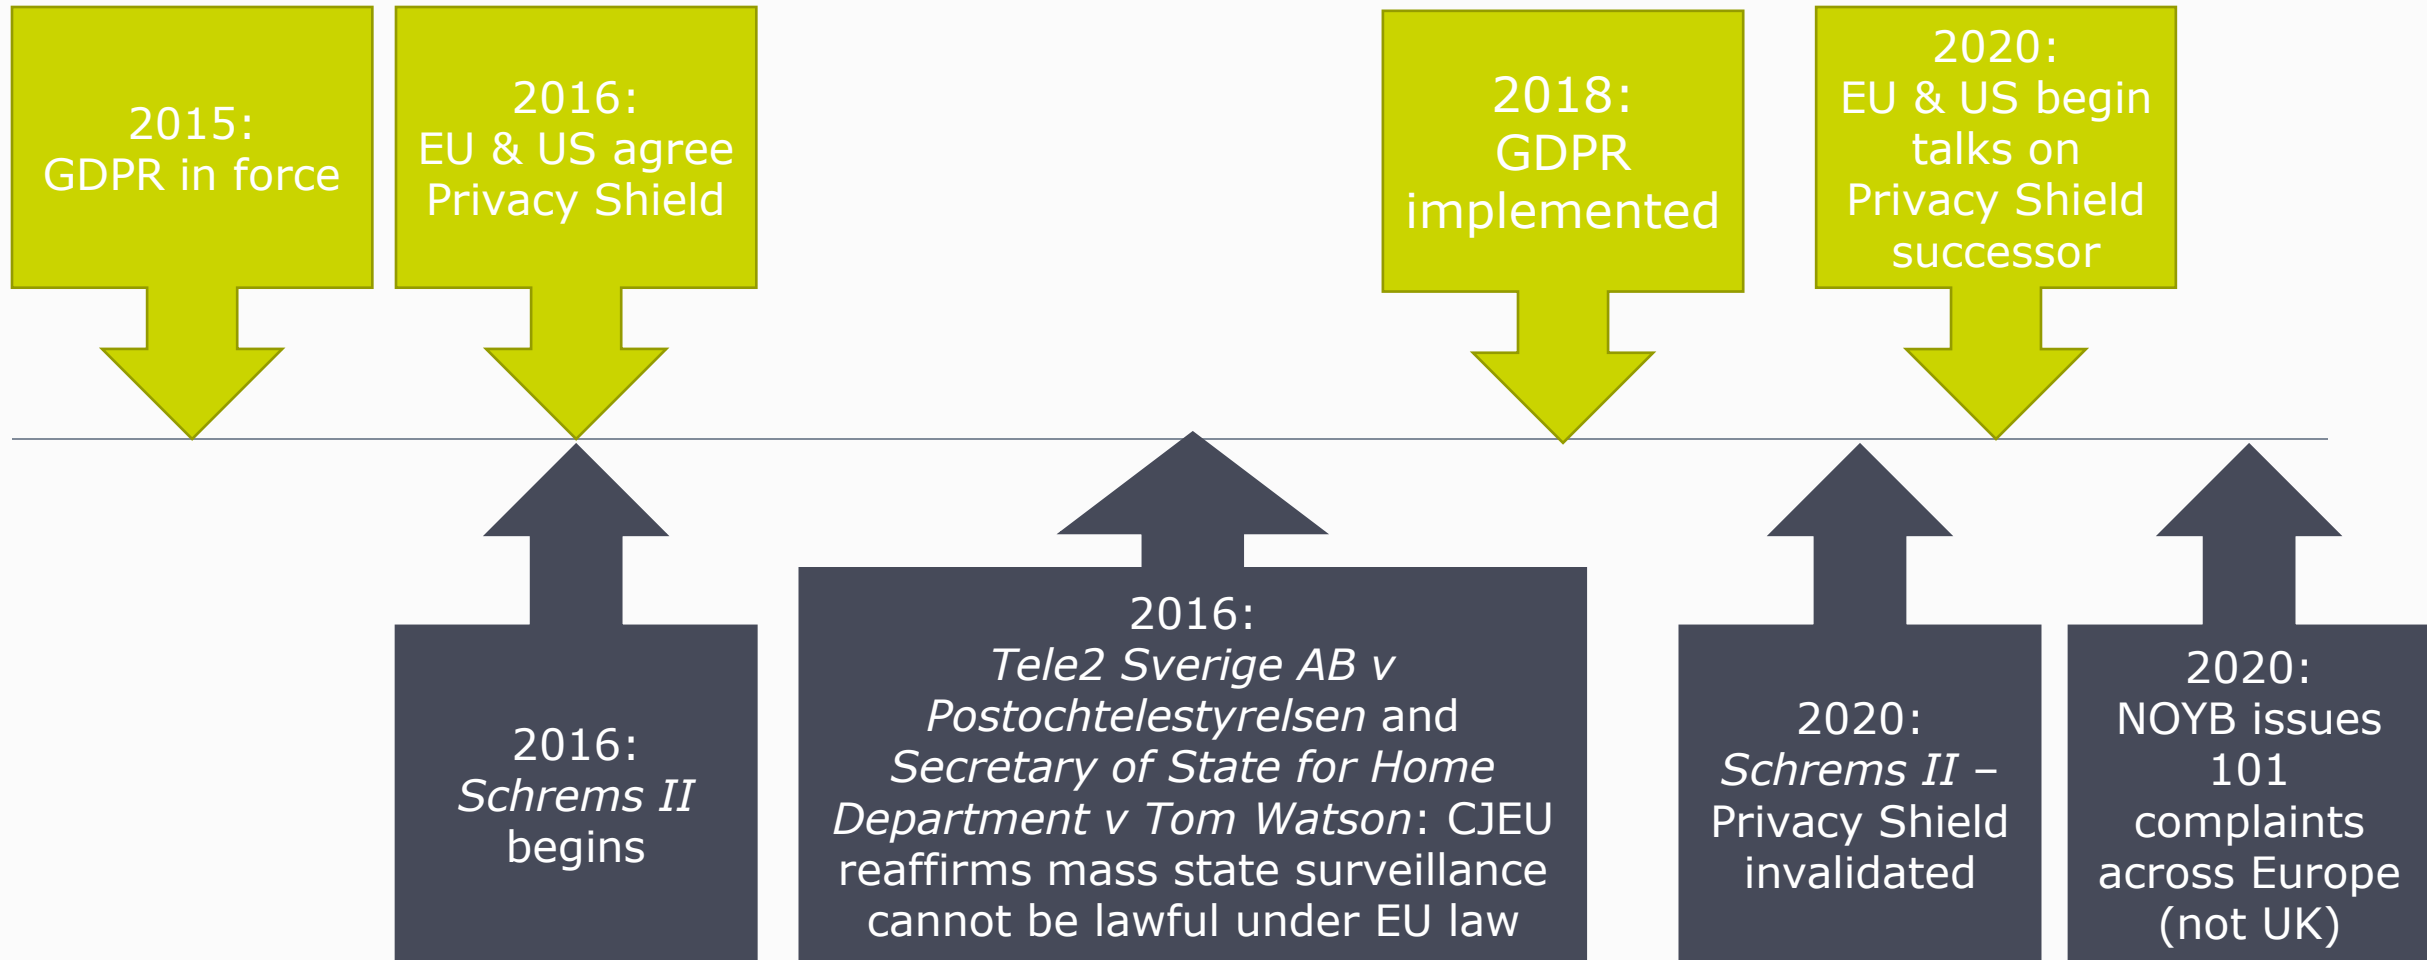 2015:
GDPR in force
2016:
EU & US agree
Privacy Shield
2018:
GDPR
implemented
2020:
EU & US begin
talks on
Privacy Shield
successor
2016:
Schrems II
begins
2016:
Tele2 Sverige AB v
Postochtelestyrelsen and
Secretary of State for Home
Department v Tom Watson: CJEU
reaffirms mass state surveillance
cannot be lawful under EU law
2020:
Schrems II –
Privacy Shield
invalidated
2020:
NOYB issues
101
complaints
across Europe
(not UK)